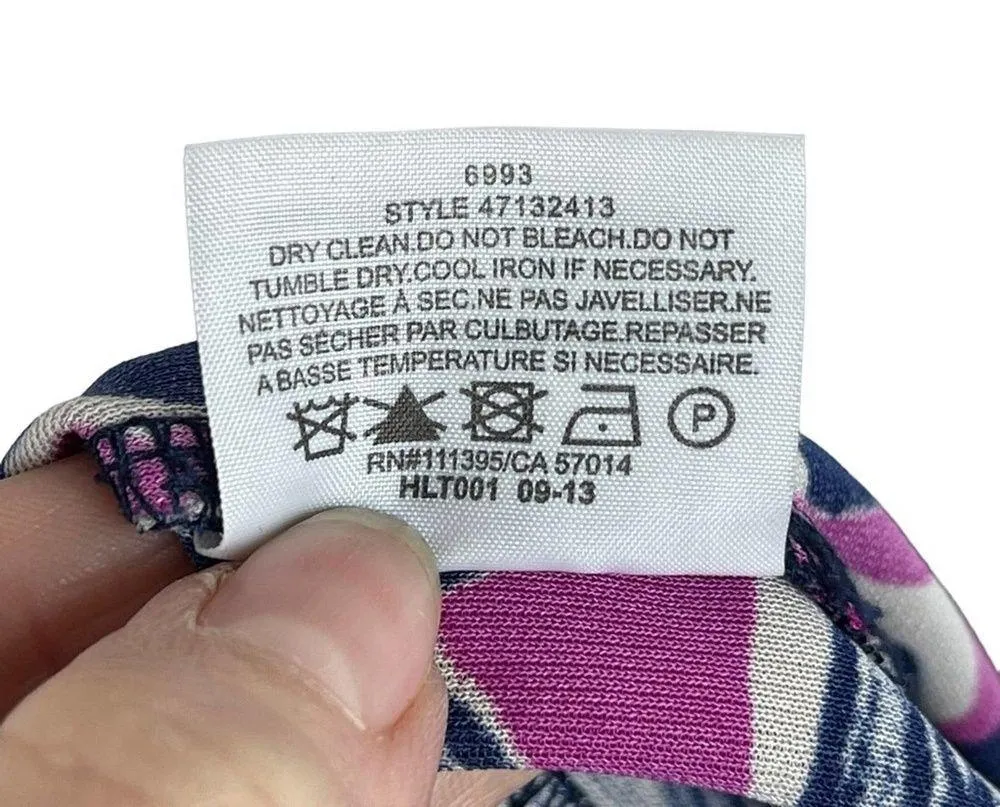 6993
STYLE 47132413
DRY CLEAN.DO NOT BLEACH.DO NOT
TUMBLE DRY.COOL IRON IF NECESSARY.
NETTOYAGE À SEC.NE PAS JAVELLISER.NE
PAS SÉCHER PAR CULBUTAGE.REPASSER
A BASSE TEMPERATURE SI NECESSAIRE.
P
RN#111395/CA 57014
HLT001 09-13